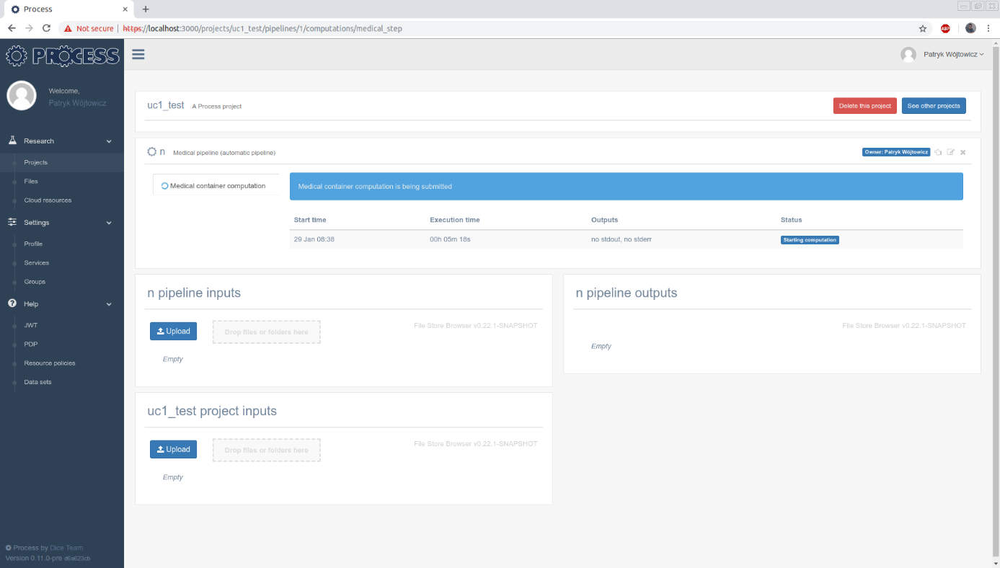 Process
Not secure | https://localhost:3000/projects/uc1_test/pipelines/1/computations/medical_step
ABP
PROCESS
Patryk Wójtowicz
Welcome,
Patryk Wójtowicz
Research
Projects
Files
Cloud resources
Settings
Profile
Services
Groups
Help
JWT
PDP
Resource policies
Data sets
Process by Dice Team
Version 0.11.0-pre d6a623cb
uc1_test A Process project
Delete this project
See other projects
n Medical pipeline (automatic pipeline)
Owner: Patryk Wójtowicz
Medical container computation
Medical container computation is being submitted
Start time Execution time Outputs Status
29 Jan 08:38 00h 05m 18s no stdout, no stderr Starting computation
n pipeline inputs
Upload
Drop files or folders here
File Store Browser v0.22.1-SNAPSHOT
Empty
n pipeline outputs
File Store Browser v0.22.1-SNAPSHOT
Empty
uc1_test project inputs
Upload
Drop files or folders here
File Store Browser v0.22.1-SNAPSHOT
Empty